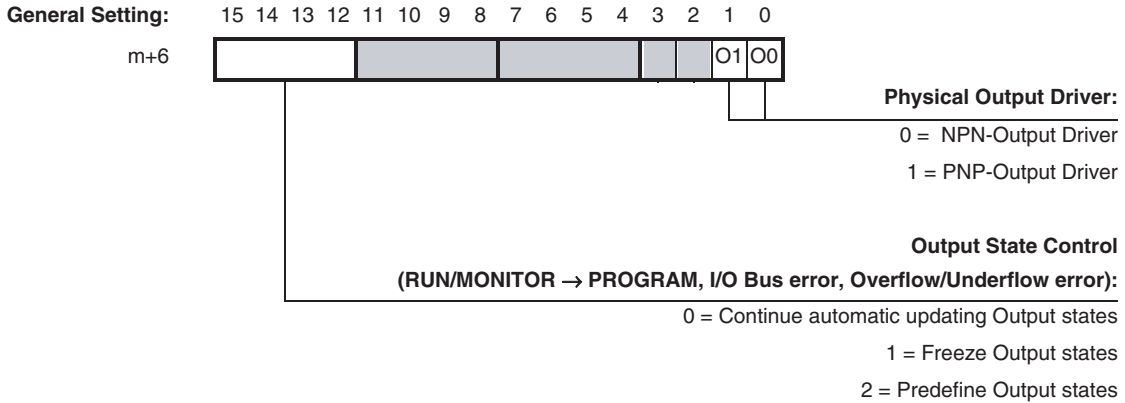 General Setting: 15 14 13 12 11 10 9 8 7 6 5 4 3 2 1 0
m+6 O1 O0
Physical Output Driver:
0 = NPN-Output Driver
1 = PNP-Output Driver
Output State Control
(RUN/MONITOR → PROGRAM, I/O Bus error, Overflow/Underflow error):
0 = Continue automatic updating Output states
1 = Freeze Output states
2 = Predefine Output states